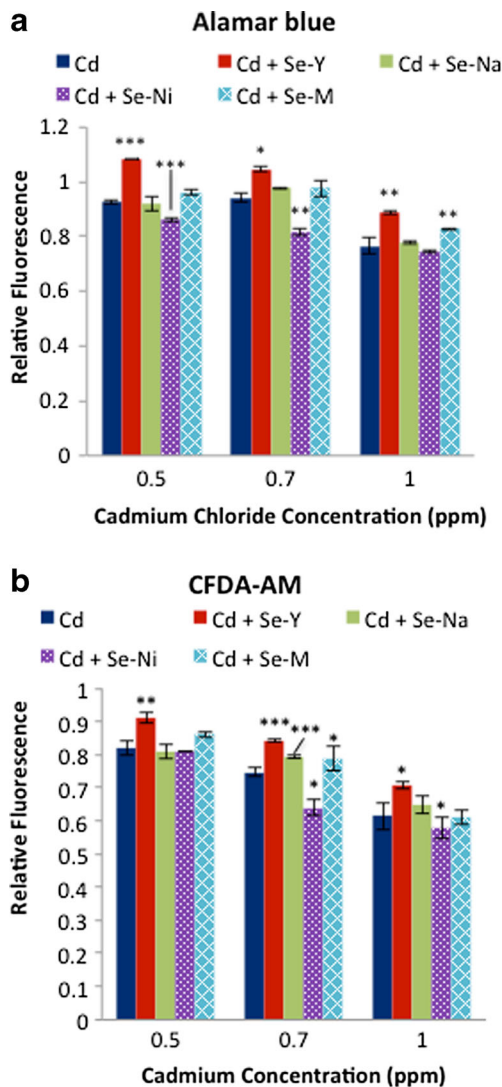 a
Alamar blue
Cd Cd + Se-Y Cd + Se-Na
Cd + Se-Ni Cd + Se-M
1.2
1
0.8
0.6
0.4
0.2
0
Relative Fluorescence
*** ***
* **
** **
0.5 0.7 1
Cadmium Chloride Concentration (ppm)
b
CFDA-AM
Cd Cd + Se-Y Cd + Se-Na
Cd + Se-Ni Cd + Se-M
1
0.9
0.8
0.7
0.6
0.5
0.4
0.3
0.2
0.1
0
Relative Fluorescence
**
*** *** * *
* *
0.5 0.7 1
Cadmium Concentration (ppm)